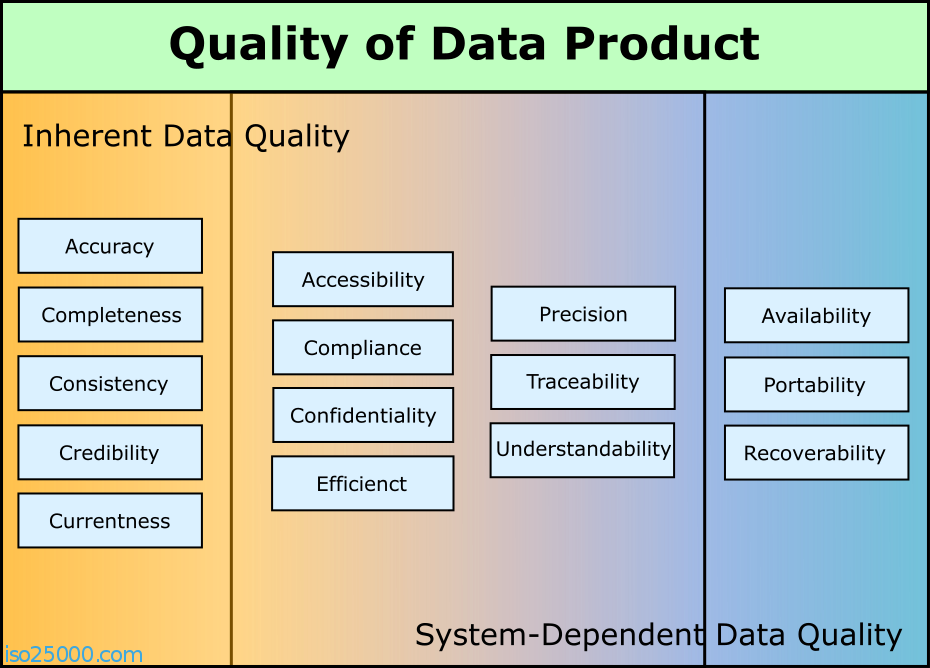 Quality of Data Product
Inherent Data Quality
Accuracy
Completeness
Consistency
Credibility
Currentness
Accessibility
Compliance
Confidentiality
Efficienct
Precision
Traceability
Understandability
Availability
Portability
Recoverability
System-Dependent Data Quality
iso25000.com